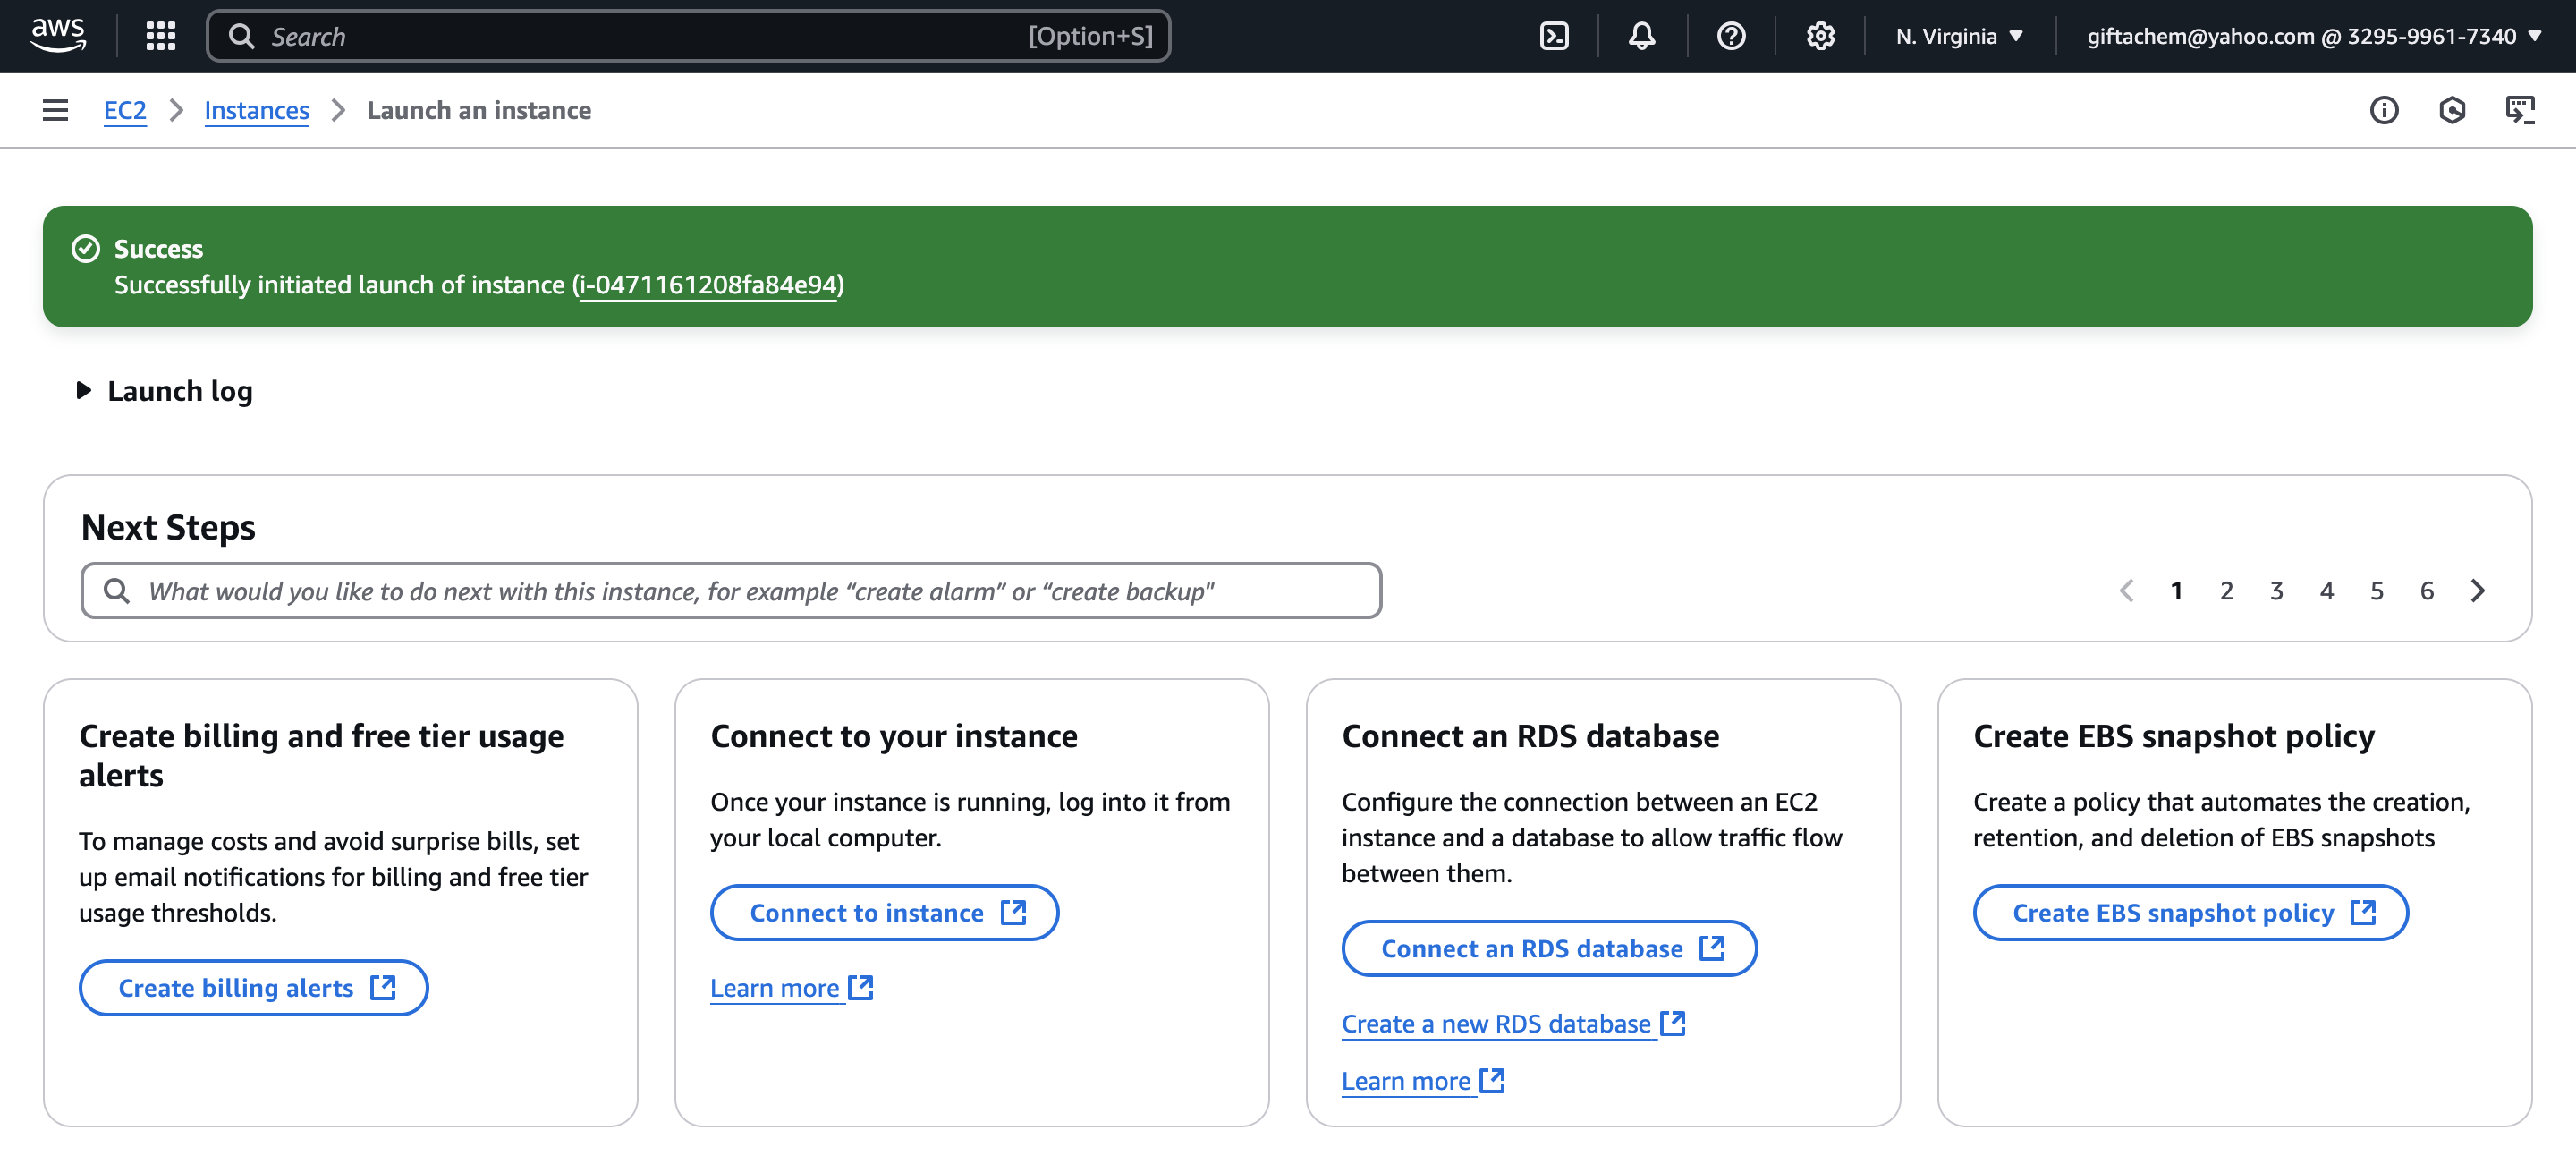 aws
Search [Option+S] N. Virginia giftachem@yahoo.com @ 3295-9961-7340
EC2 Instances Launch an instance
Success
Successfully initiated launch of instance (i-0471161208fa84e94)
Launch log
Next Steps
What would you like to do next with this instance, for example “create alarm” or “create backup"
1 2 3 4 5 6
Create billing and free tier usage
alerts
To manage costs and avoid surprise bills, set
up email notifications for billing and free tier
usage thresholds.
Create billing alerts
Connect to your instance
Once your instance is running, log into it from
your local computer.
Connect to instance
Learn more
Connect an RDS database
Configure the connection between an EC2
instance and a database to allow traffic flow
between them.
Connect an RDS database
Create a new RDS database
Learn more
Create EBS snapshot policy
Create a policy that automates the creation,
retention, and deletion of EBS snapshots
Create EBS snapshot policy